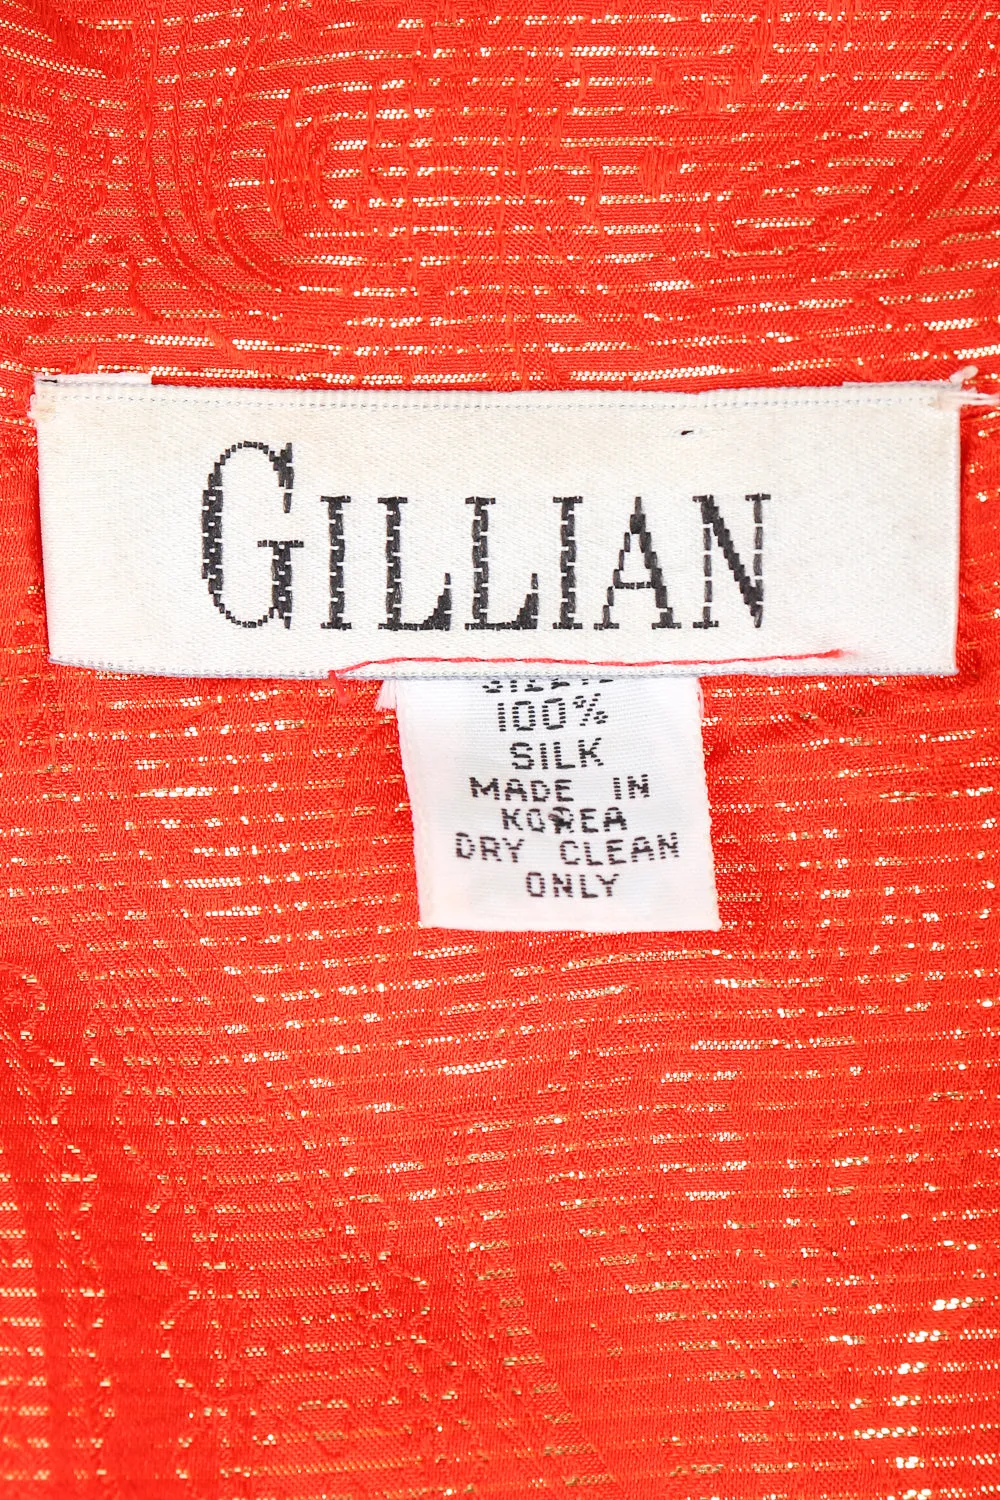 GILLIAN
100%
SILK
MADE IN
KOREA
DRY CLEAN
ONLY